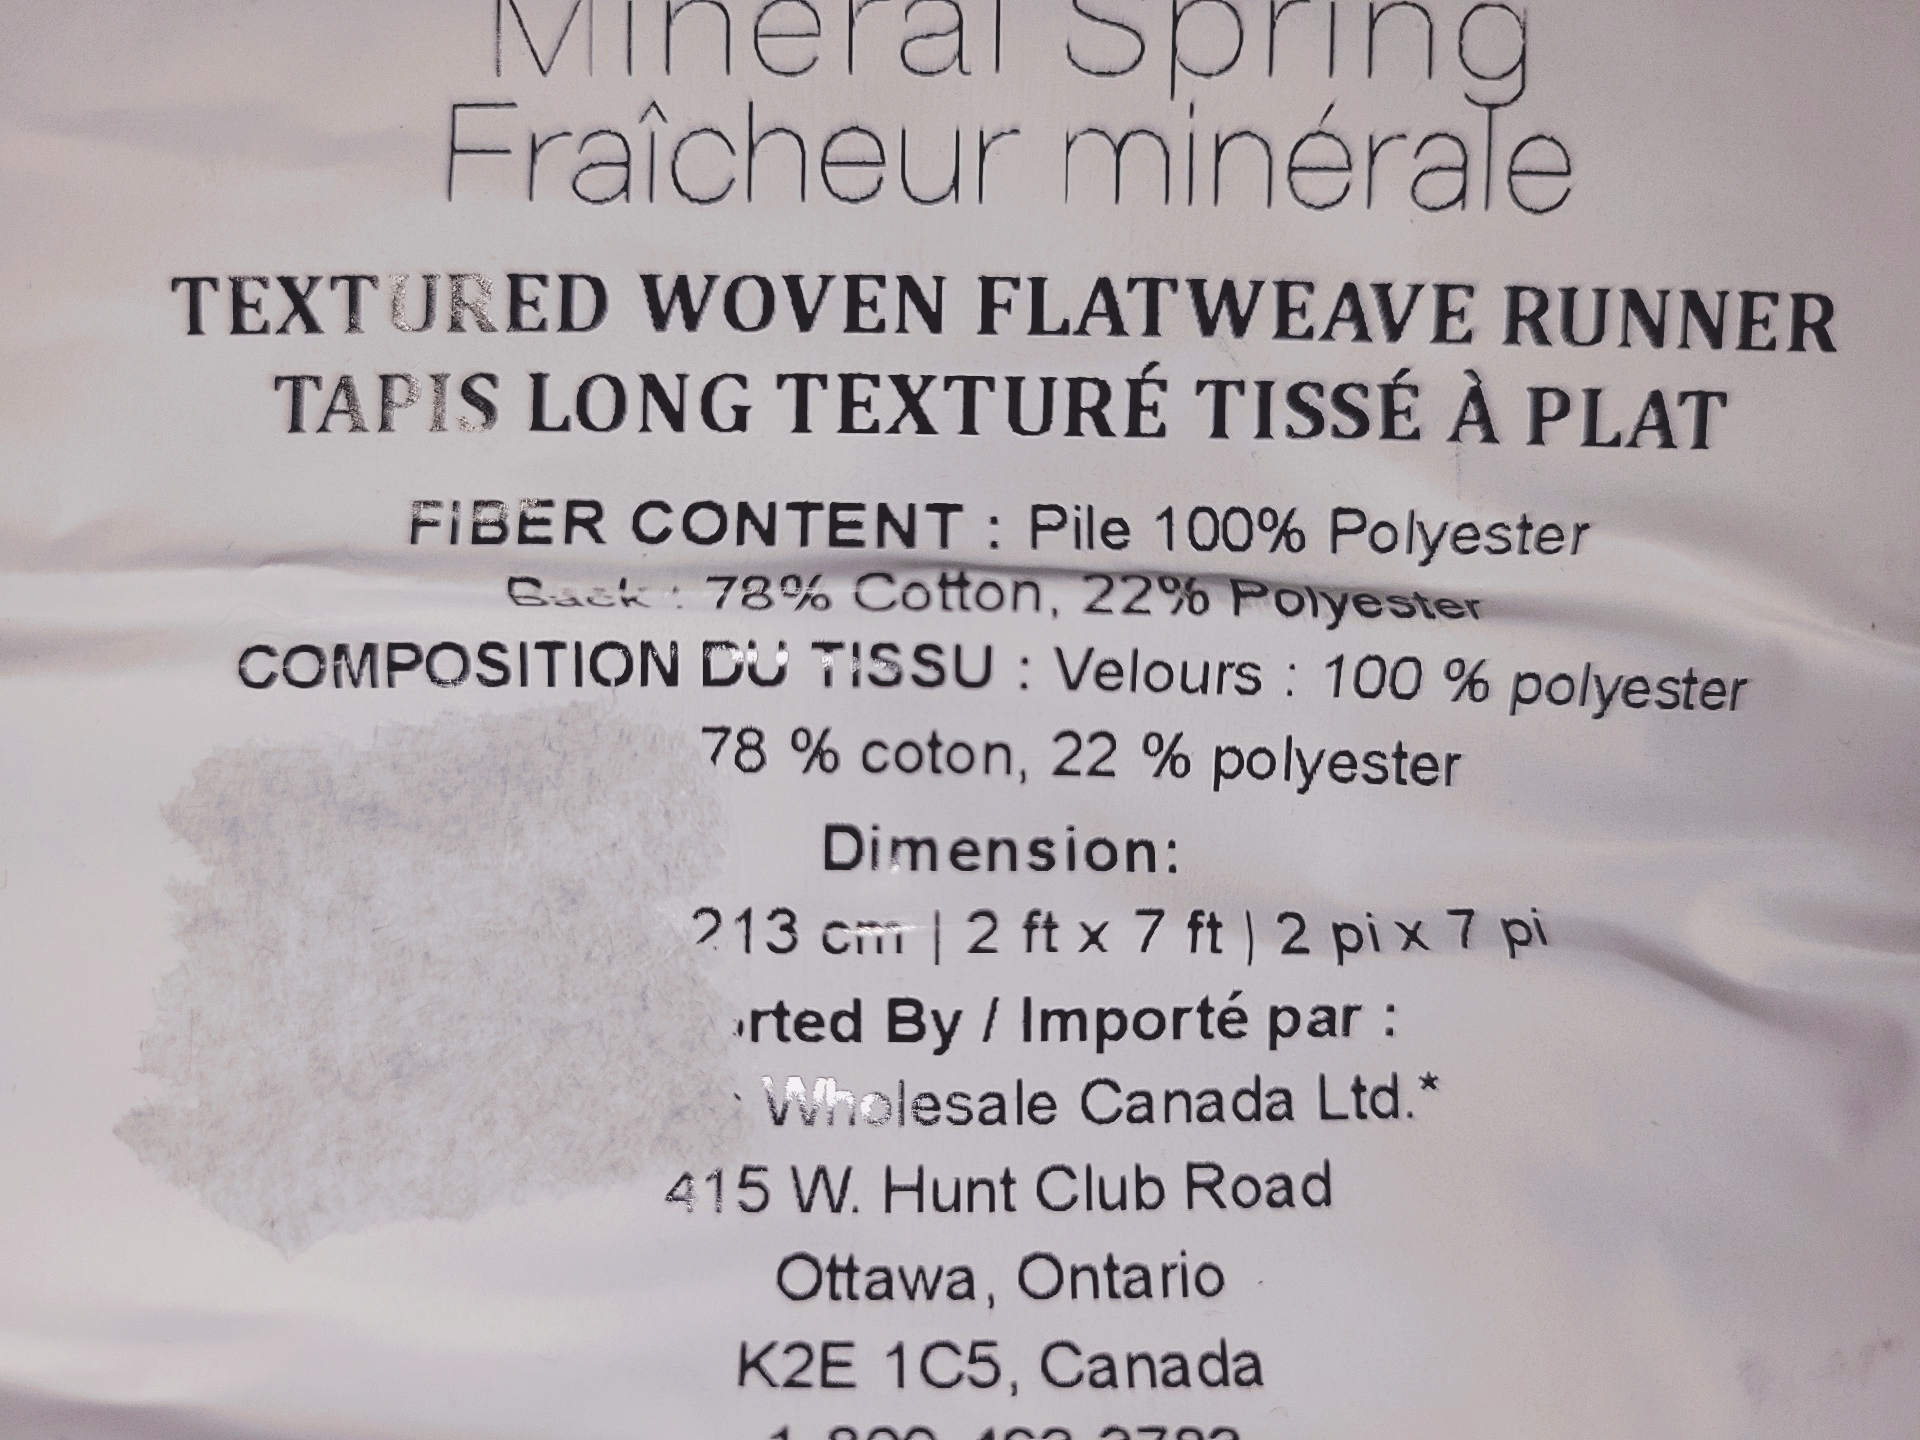 Mineral Spring
Fraîcheur minérale
TEXTURED WOVEN FLATWEAVE RUNNER
TAPIS LONG TEXTURÉ TISSÉ À PLAT
FIBER CONTENT : Pile 100% Polyester
Back : 78% Cotton, 22% Polyester
COMPOSITION DU TISSU : Velours : 100 % polyester
78 % coton, 22 % polyester
Dimension:
213 cm | 2 ft x 7 ft | 2 pi x 7 pi
By / Importé par :
Wholesale Canada Ltd.*
415 W. Hunt Club Road
Ottawa, Ontario
K2E 1C5, Canada